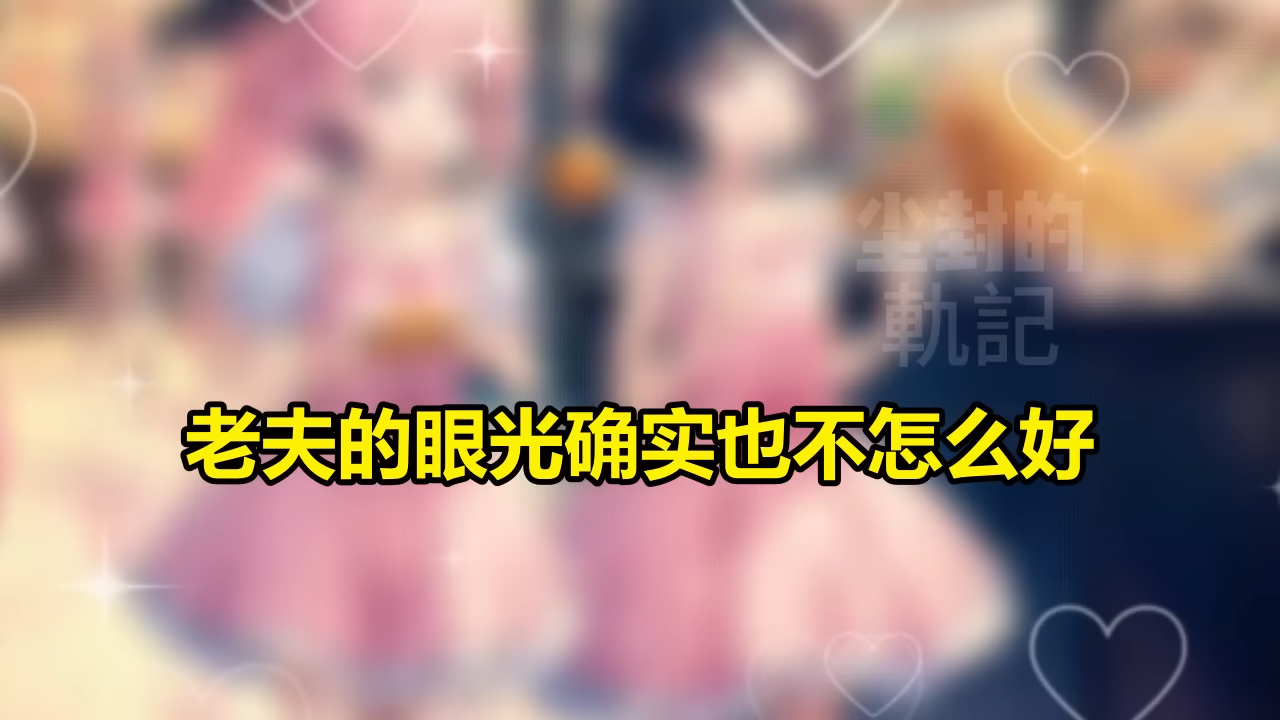 尘封的
軌記
老夫的眼光确实也不怎么好